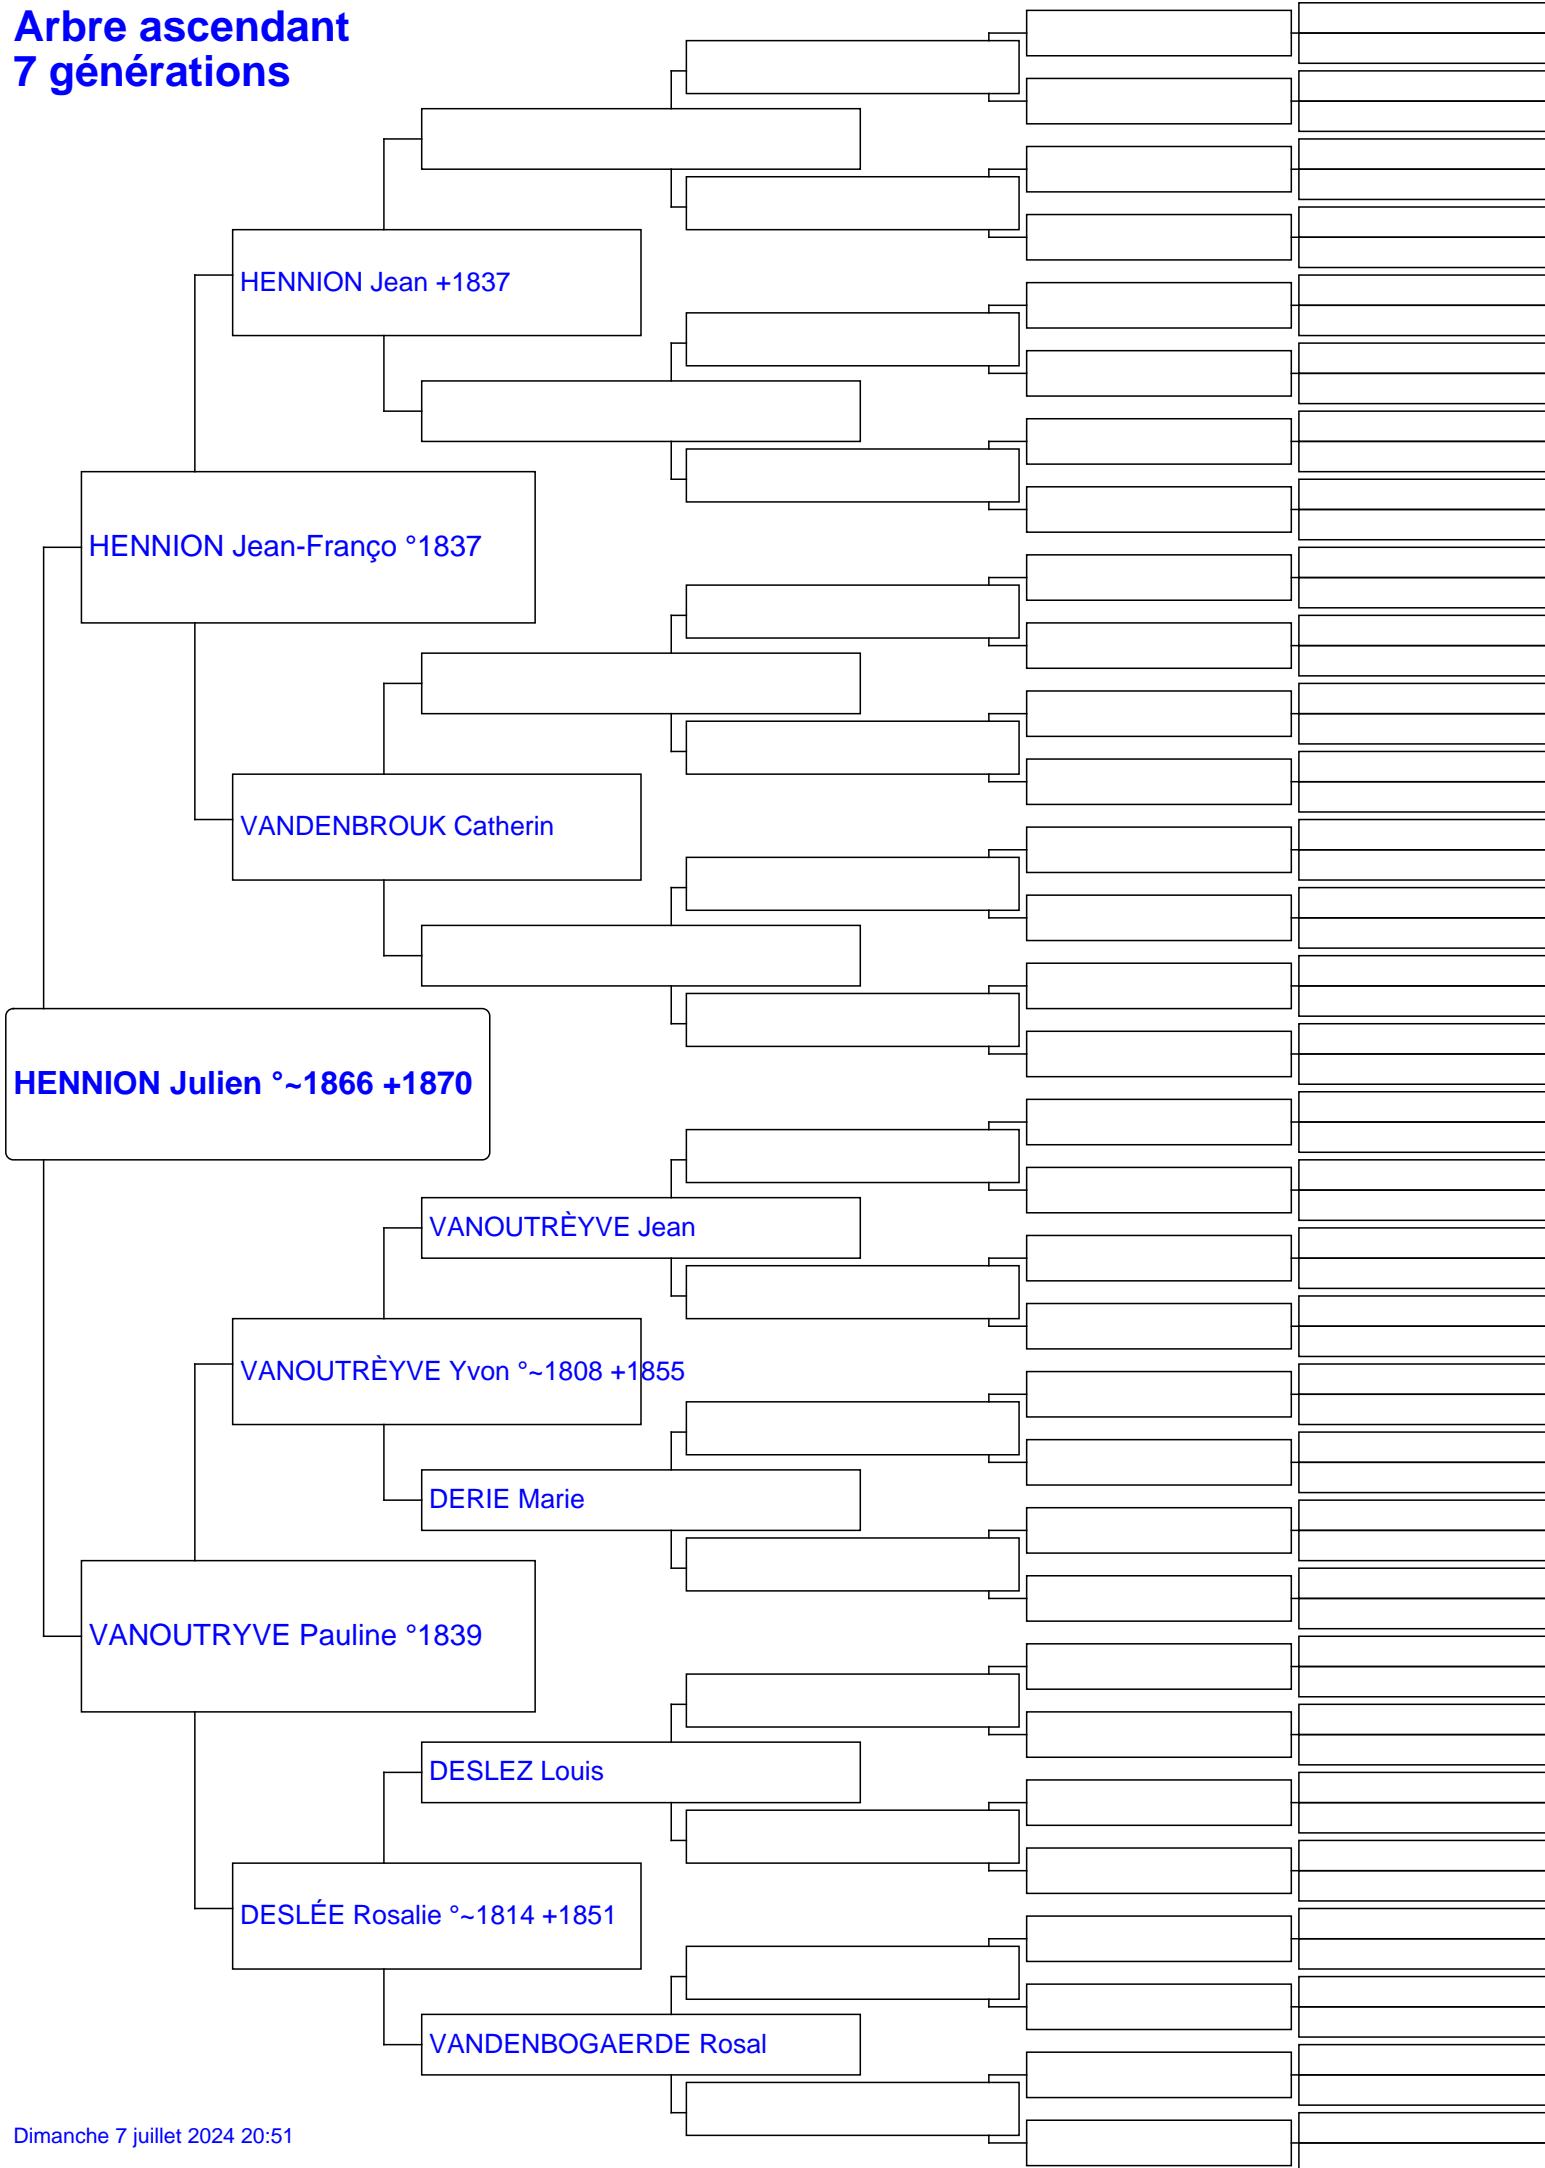 Arbre ascendant
7 générations
HENNION Jean +1837
HENNION Jean-Franço °1837
VANDENBROUK Catherin
HENNION Julien °~1866 +1870
VANOUTRÈYVE Jean
VANOUTRÈYVE Yvon °~1808 +1855
DERIE Marie
VANOUTRYVE Pauline °1839
DESLEZ Louis
DESLÉE Rosalie °~1814 +1851
VANDENBOGAERDE Rosal
Dimanche 7 juillet 2024 20:51